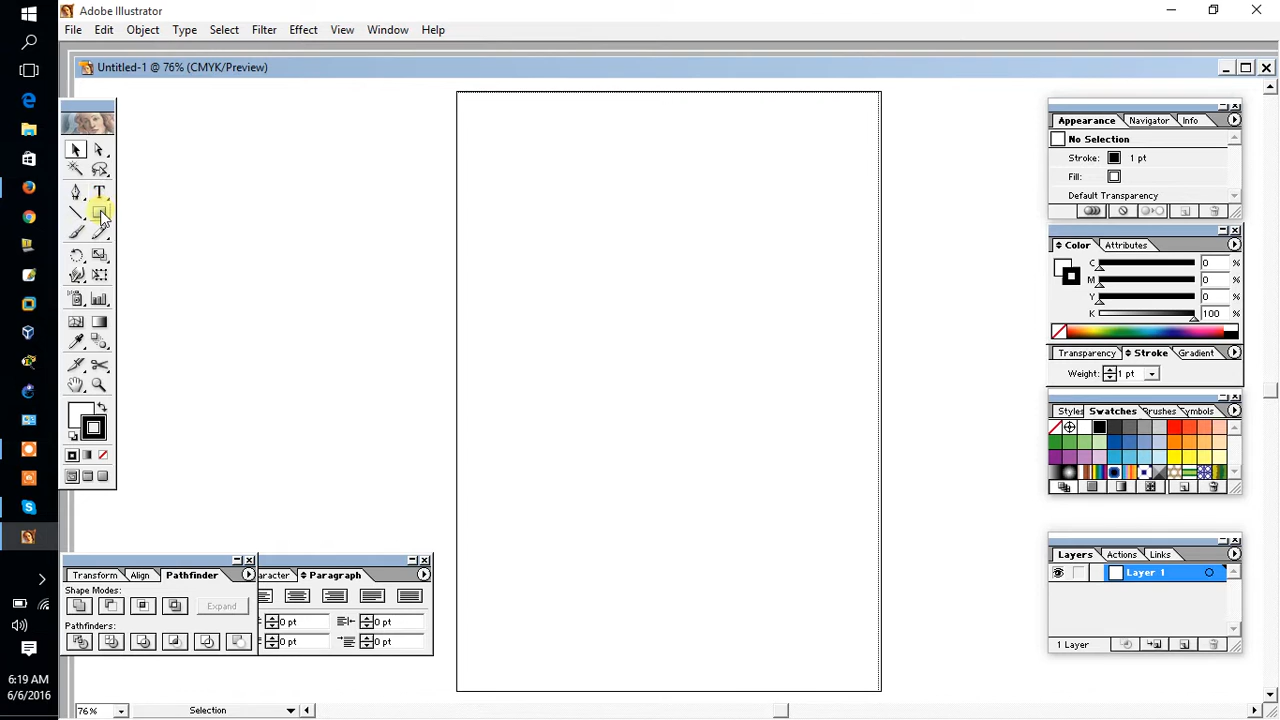 Adobe Illustrator
File Edit Object Type Select Filter Effect View Window Help
Untitled-1 @ 76% (CMYK/Preview)
T
Appearance Navigator Info
No Selection
Stroke: 1 pt
Fill:
Default Transparency
Color Attributes
C 0 %
M 0 %
Y 0 %
K 100 %
Transparency Stroke Gradient
Weight: 1 pt
Styles Swatches Brushes Symbols
Layers Actions Links
Layer 1
1 Layer
Transform Align Pathfinder
Shape Modes:
Expand
Pathfinders:
aracter Paragraph
0 pt 0 pt
0 pt 0 pt
76% Selection
6:19 AM
6/6/2016